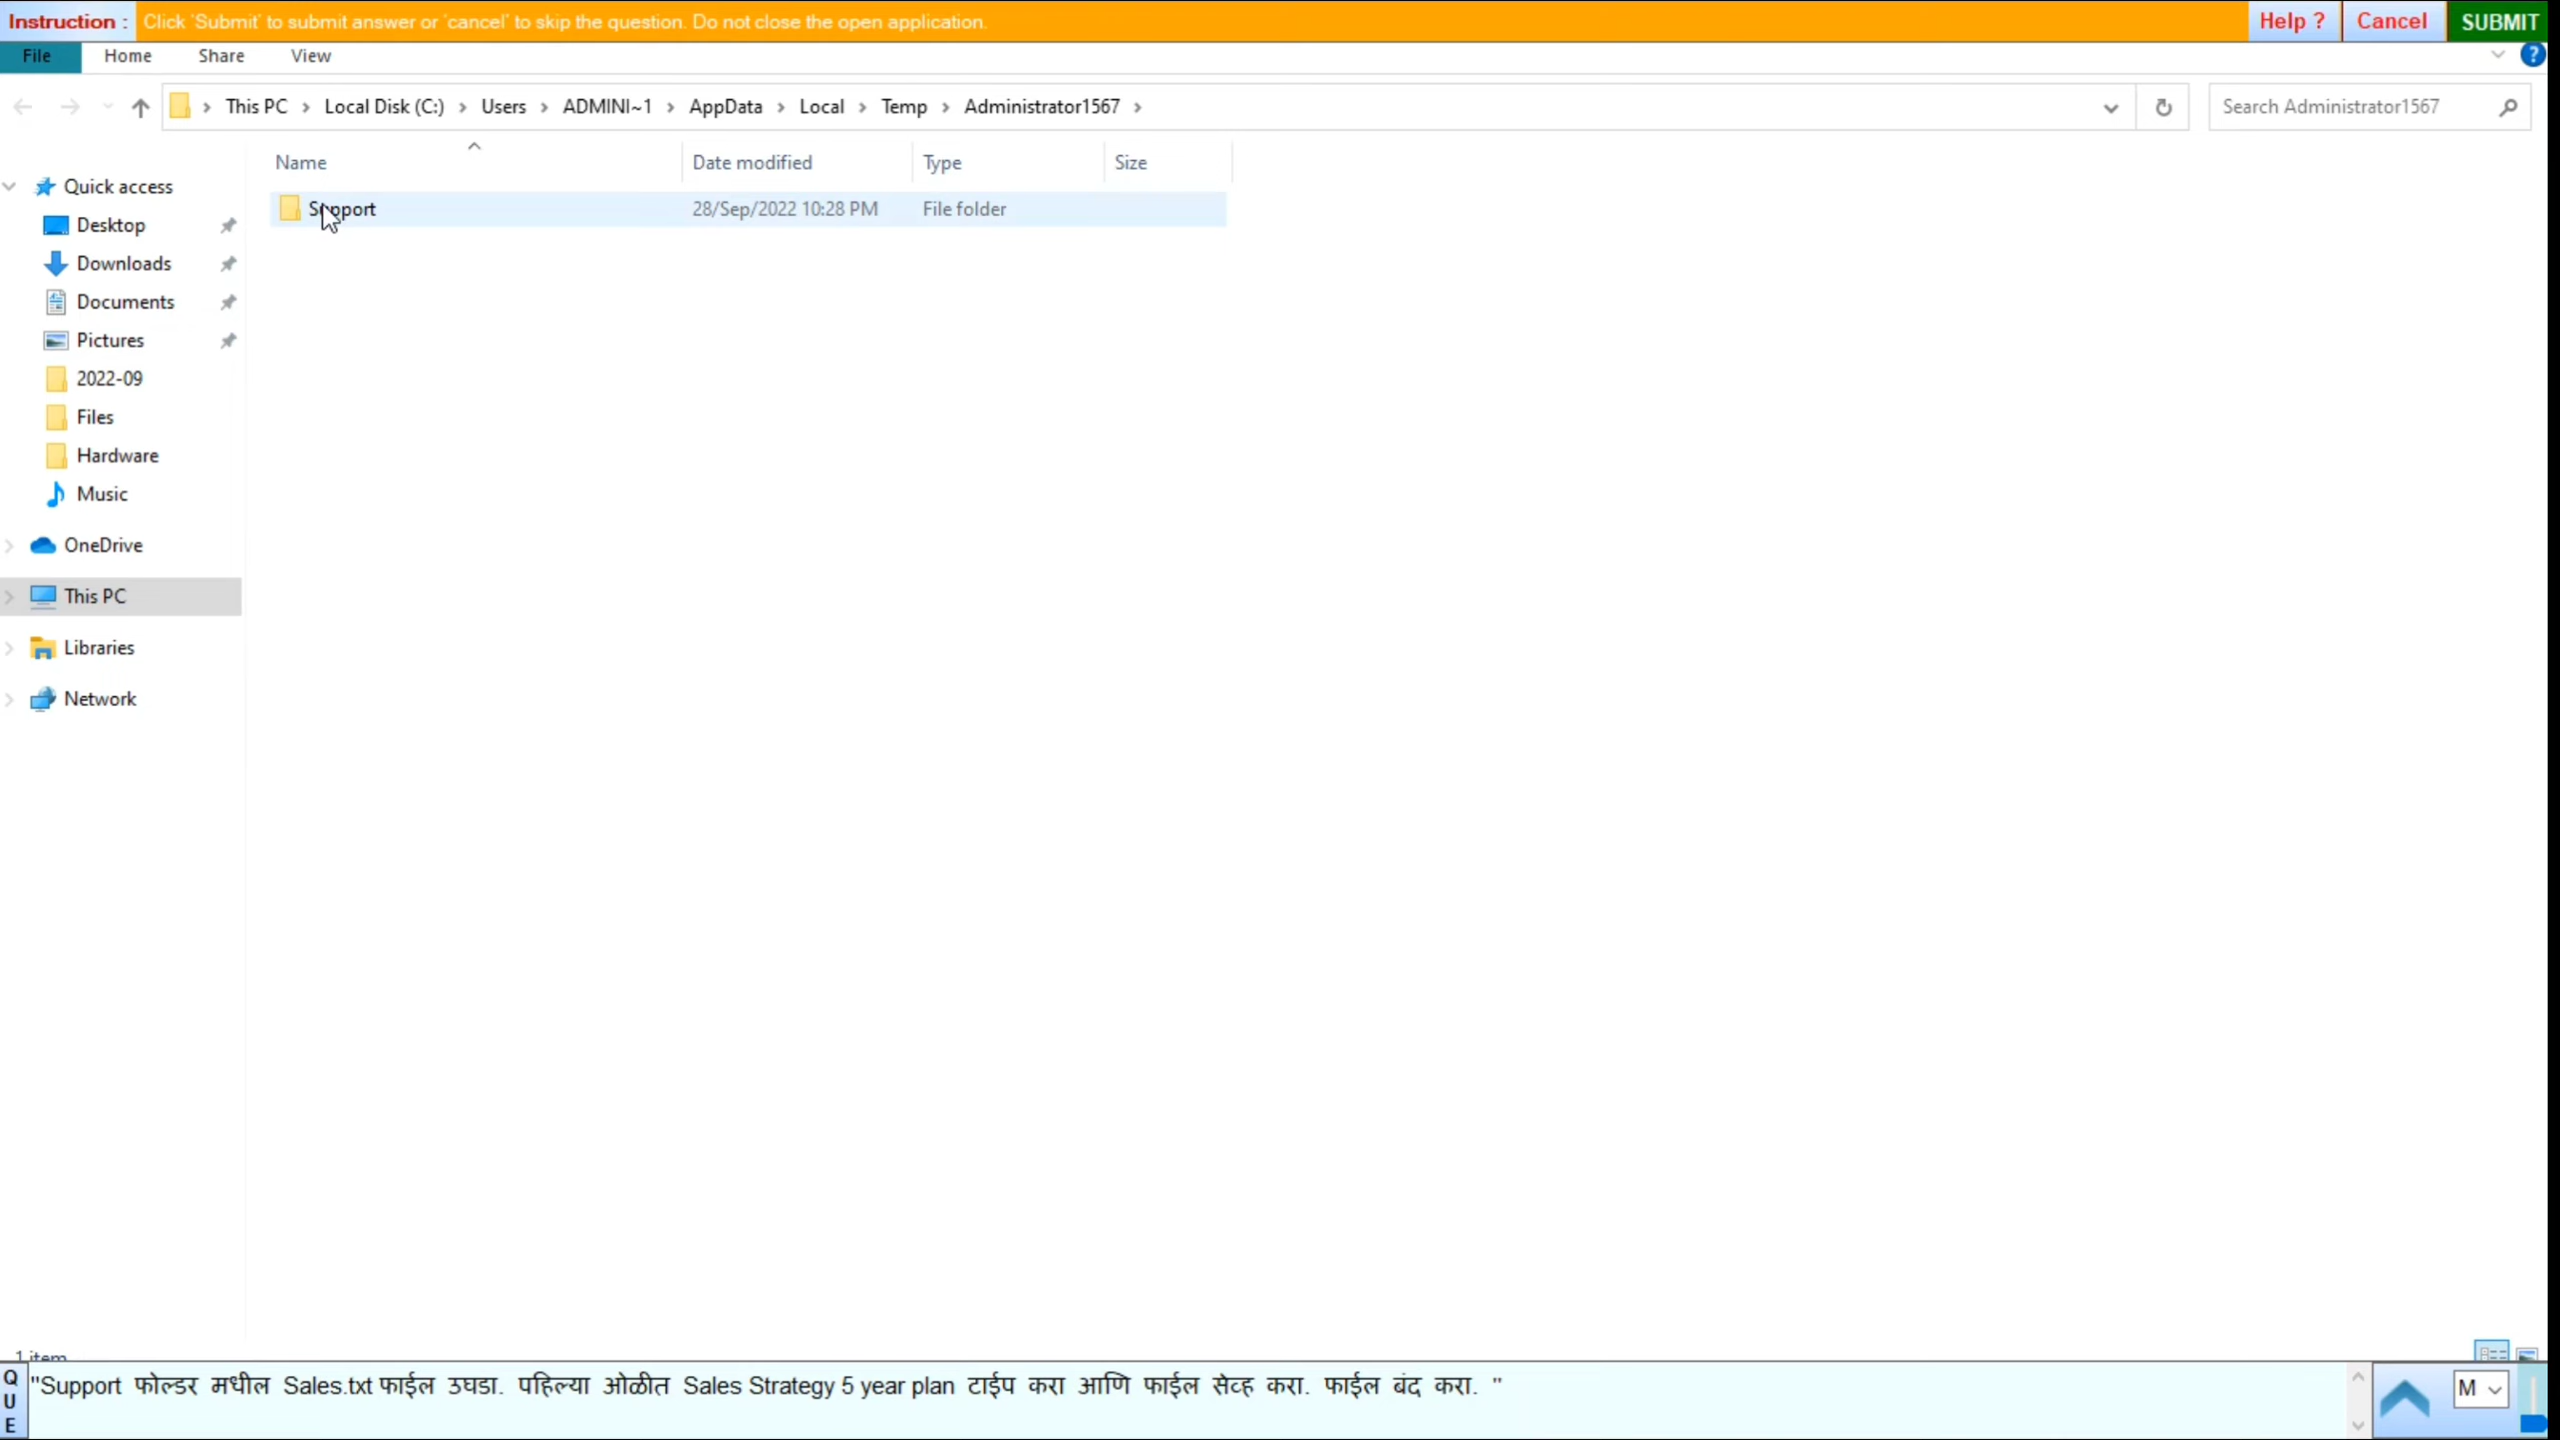 Instruction : Click 'Submit' to submit answer or 'cancel' to skip the question. Do not close the open application. Help ? Cancel SUBMIT
File Home Share View
This PC Local Disk (C:) Users ADMINI~1 AppData Local Temp Administrator1567 Search Administrator1567
Name Date modified Type Size
Quick access
Support 28/Sep/2022 10:28 PM File folder
Desktop
Downloads
Documents
Pictures
2022-09
Files
Hardware
Music
OneDrive
This PC
Libraries
Network
1 item
QUE
"Support फोल्डर मधील Sales.txt फाईल उघडा. पहिल्या ओळीत Sales Strategy 5 year plan टाईप करा आणि फाईल सेव्ह करा. फाईल बंद करा. "
M